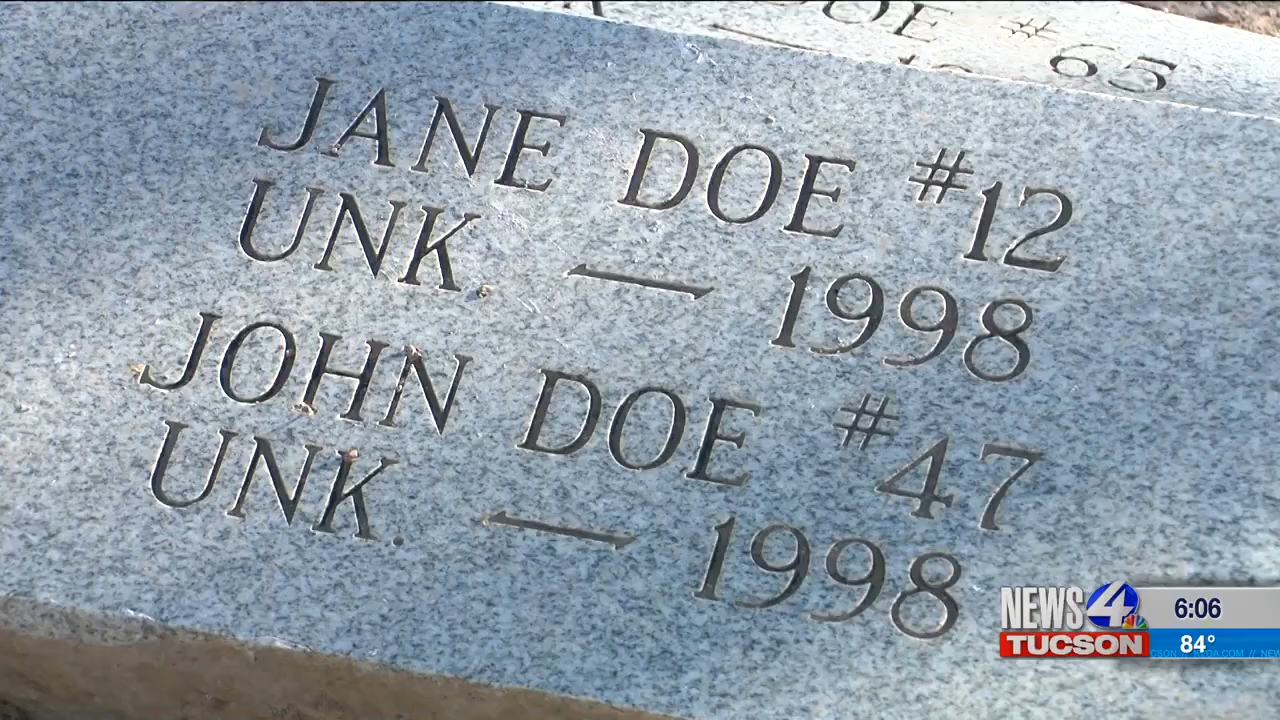 DOE #65
JANE DOE #12
UNK. — 1998
JOHN DOE #47
UNK. — 1998
NEWS 4
TUCSON
6:06
84°